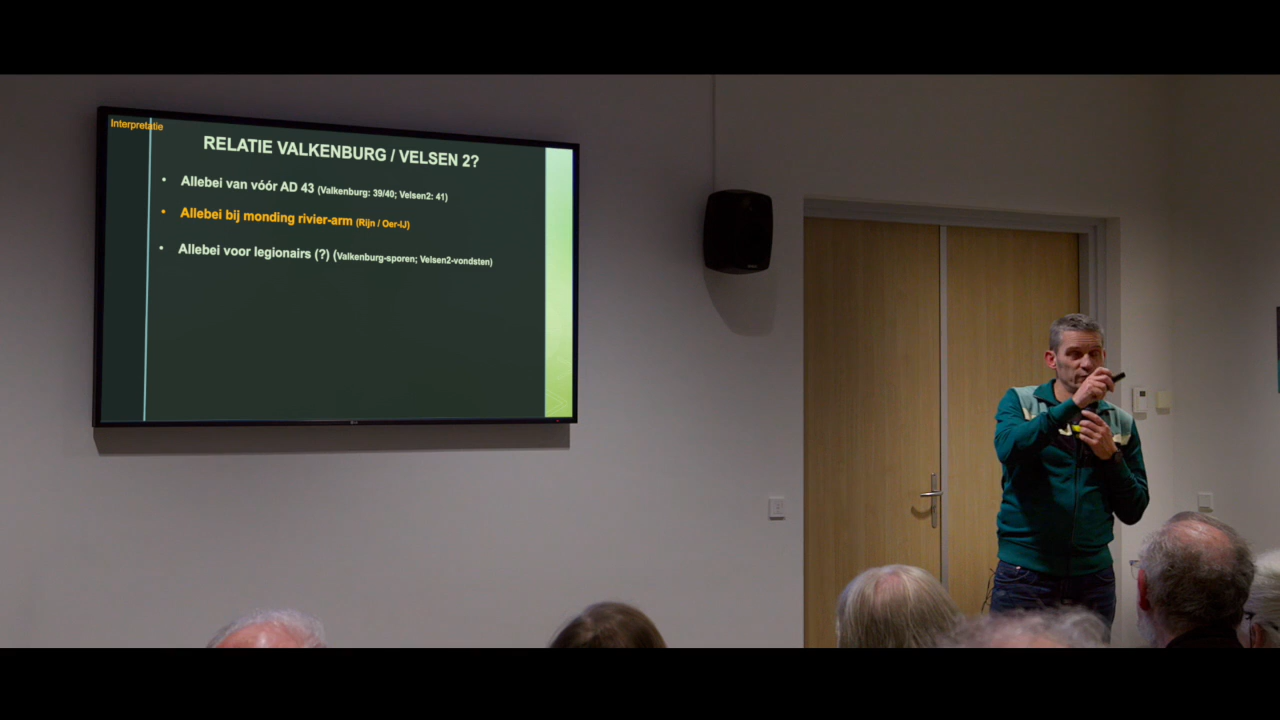 Interpretatie
RELATIE VALKENBURG / VELSEN 2?
• Allebei van vóór AD 43 (Valkenburg: 39/40; Velsen2: 41)
• Allebei bij monding rivier-arm (Rijn / Oer-IJ)
• Allebei voor legionairs (?) (Valkenburg-sporen; Velsen2-vondsten)
LG